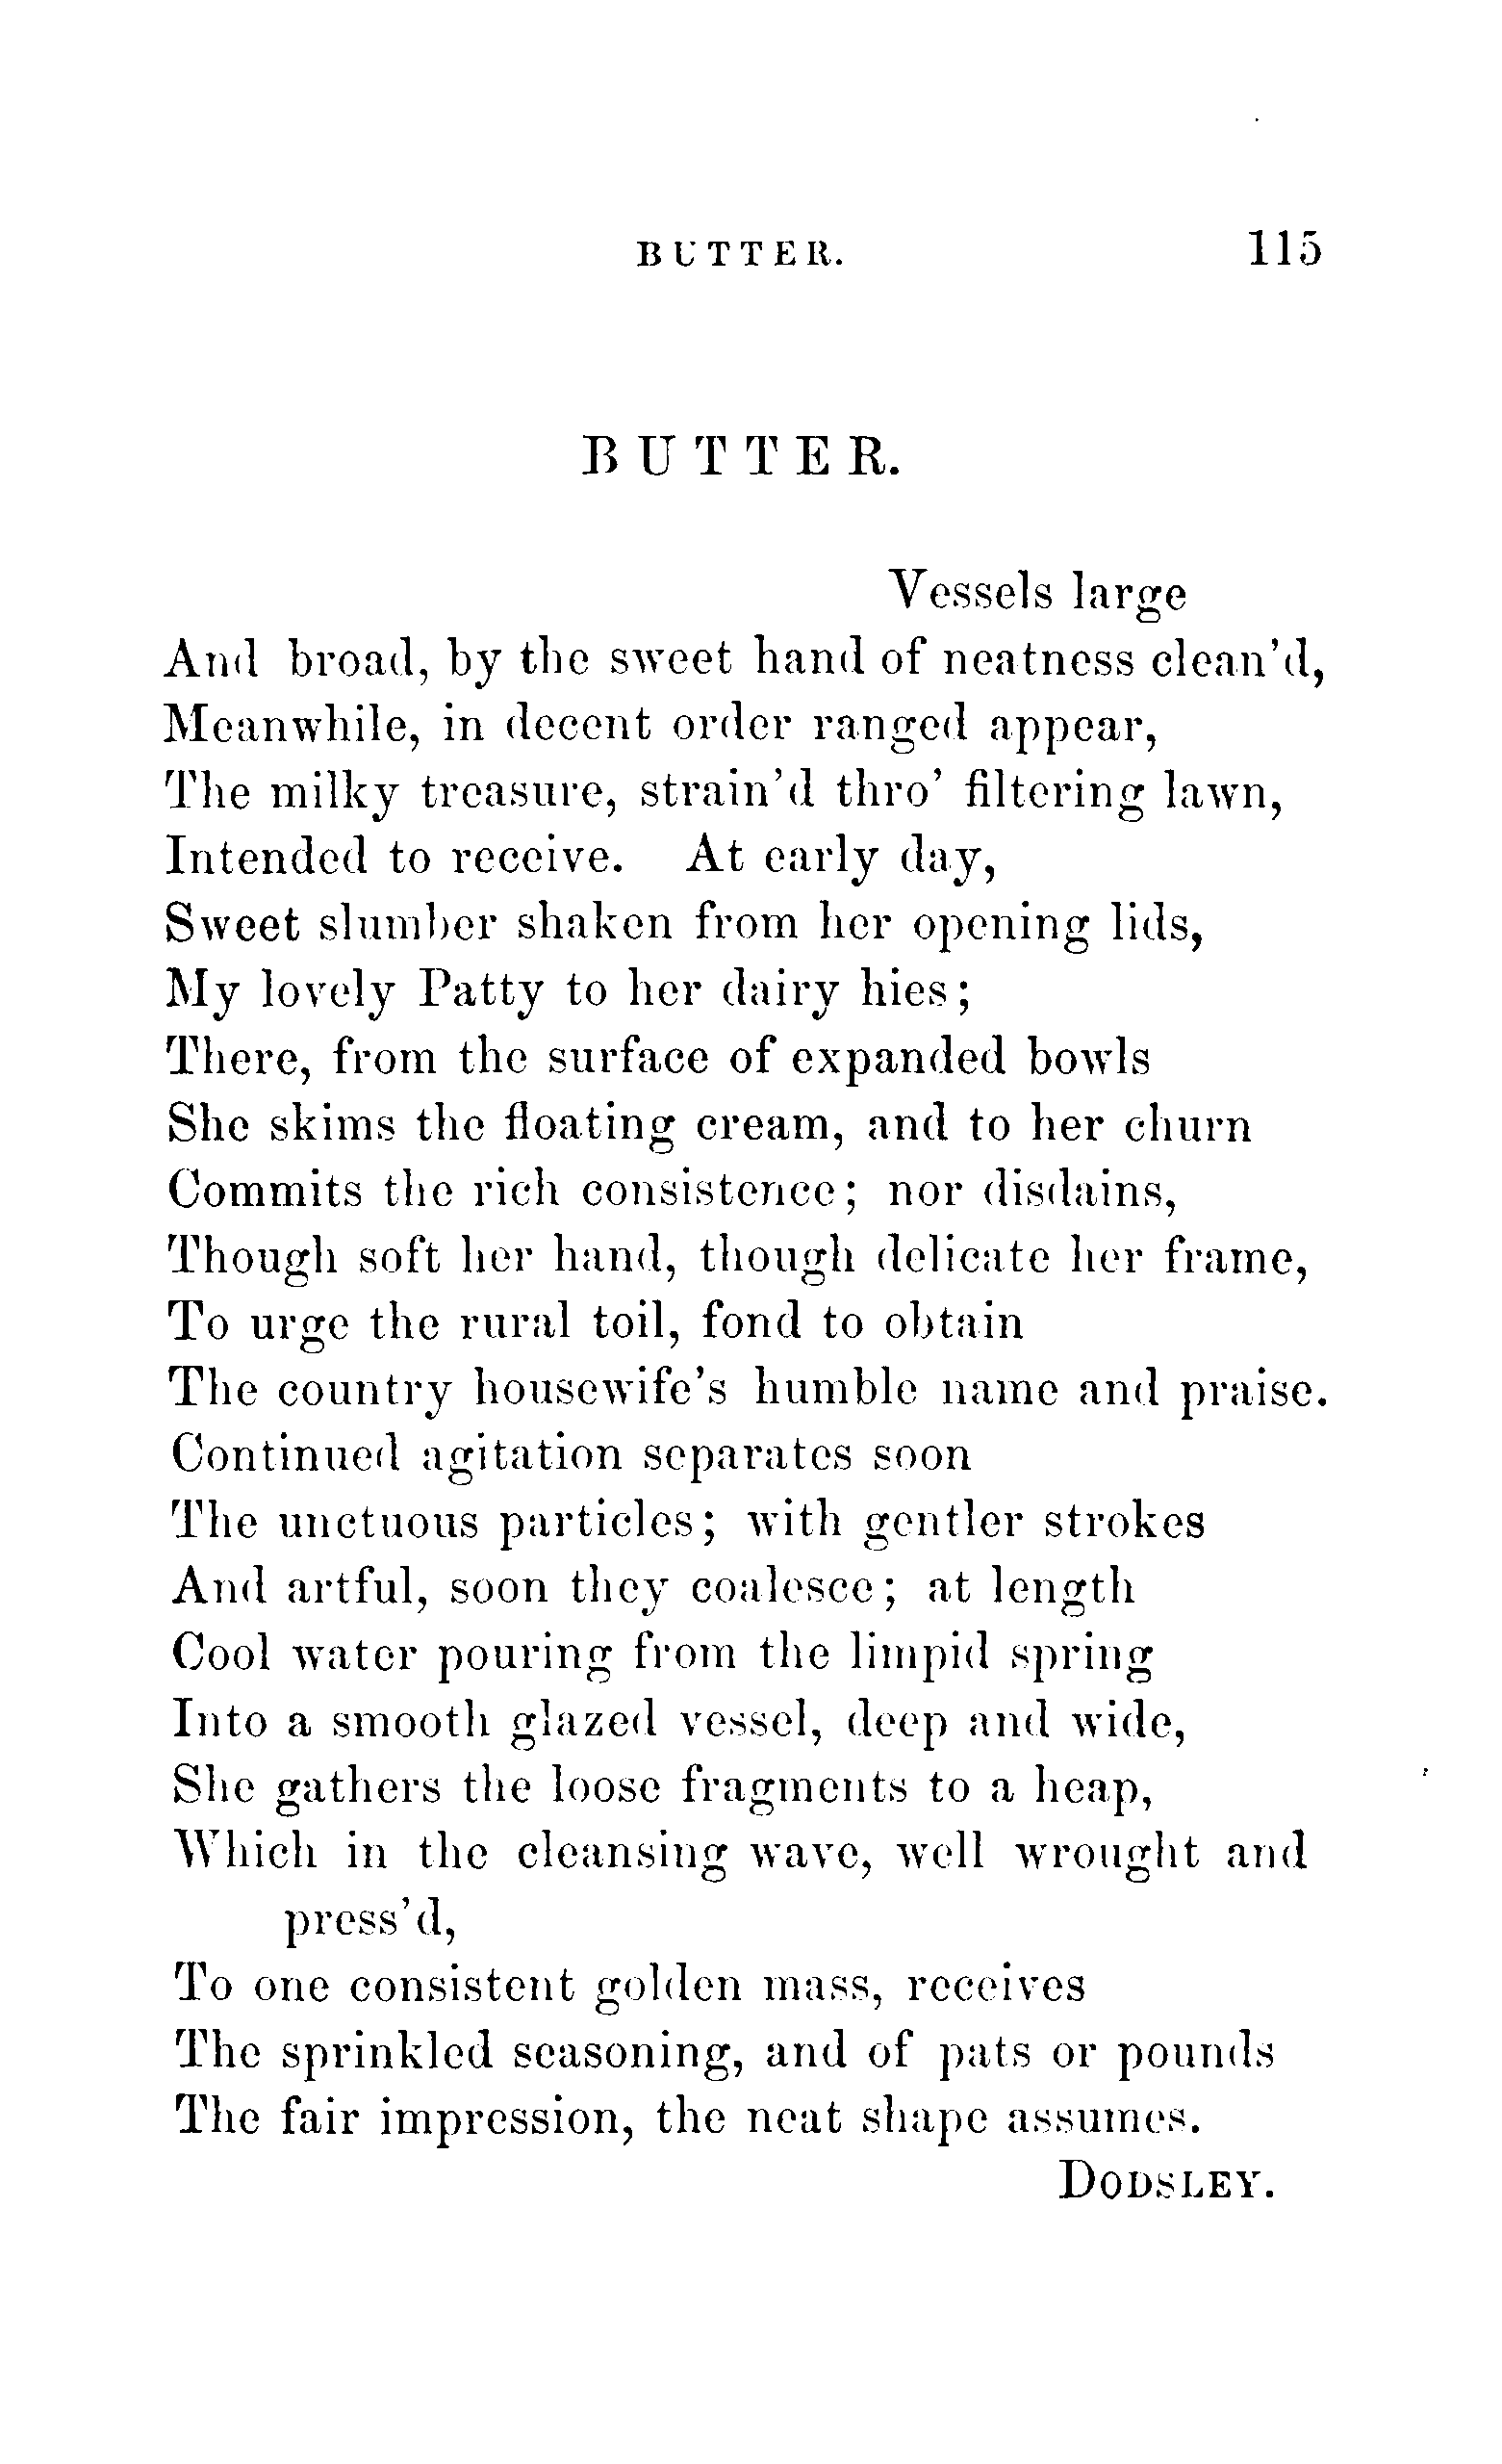 BUTTER. 115
BUTTER.
Vessels large
And broad, by the sweet hand of neatness clean'd,
Meanwhile, in decent order ranged appear,
The milky treasure, strain'd thro' filtering lawn,
Intended to receive. At early day,
Sweet slumber shaken from her opening lids,
My lovely Patty to her dairy hies;
There, from the surface of expanded bowls
She skims the floating cream, and to her churn
Commits the rich consistence; nor disdains,
Though soft her hand, though delicate her frame,
To urge the rural toil, fond to obtain
The country housewife's humble name and praise.
Continued agitation separates soon
The unctuous particles; with gentler strokes
And artful, soon they coalesce; at length
Cool water pouring from the limpid spring
Into a smooth glazed vessel, deep and wide,
She gathers the loose fragments to a heap,
Which in the cleansing wave, well wrought and
press'd,
To one consistent golden mass, receives
The sprinkled seasoning, and of pats or pounds
The fair impression, the neat shape assumes.
DODSLEY.